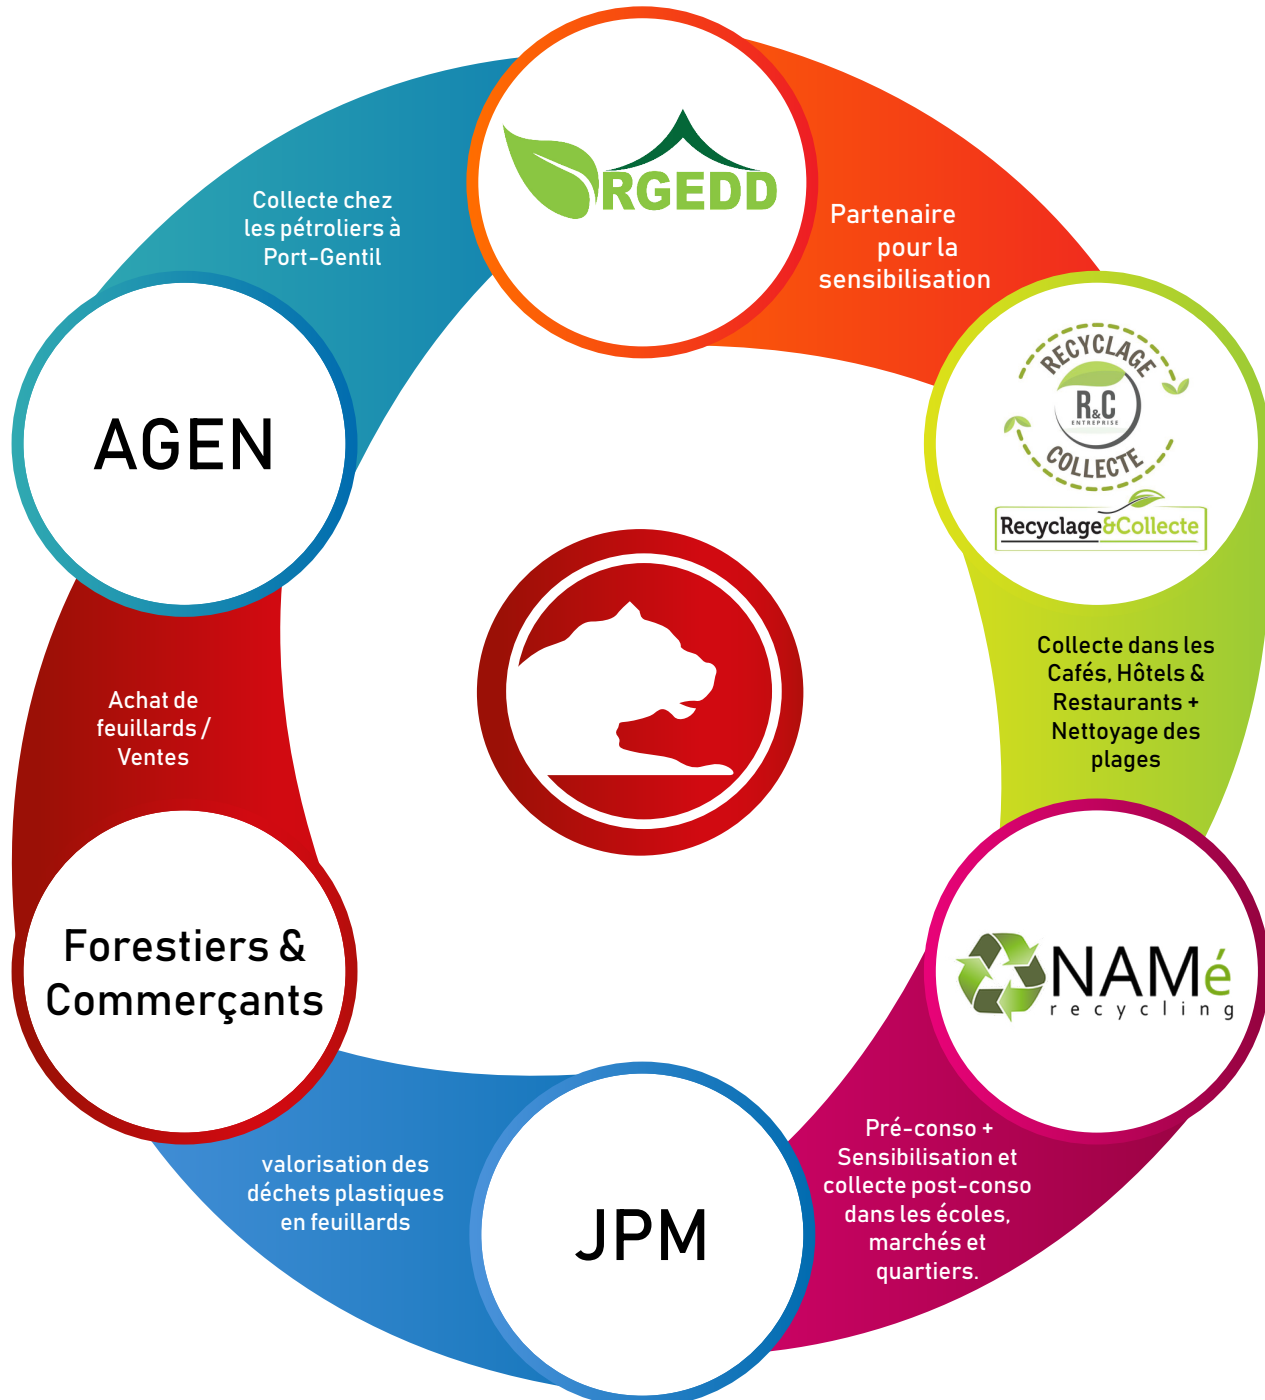 RGEDD
Partenaire
pour la
sensibilisation
RECYCLAGE
R&C
ENTREPRISE
COLLECTE
Recyclage&Collecte
Collecte dans les
Cafés, Hôtels &
Restaurants +
Nettoyage des
plages
NAMé
recycling
Pré-conso +
Sensibilisation et
collecte post-conso
dans les écoles,
marchés et
quartiers.
JPM
valorisation des
déchets plastiques
en feuillards
Forestiers &
Commerçants
Achat de
feuillards /
Ventes
AGEN
Collecte chez
les pétroliers à
Port-Gentil